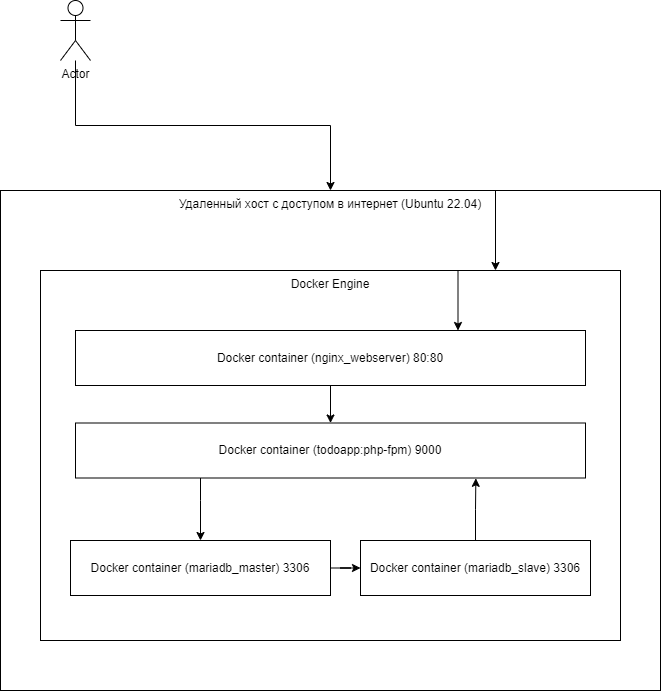 Actor
Удаленный хост с доступом в интернет (Ubuntu 22.04)
Docker Engine
Docker container (nginx_webserver) 80:80
Docker container (todoapp:php-fpm) 9000
Docker container (mariadb_master) 3306
Docker container (mariadb_slave) 3306